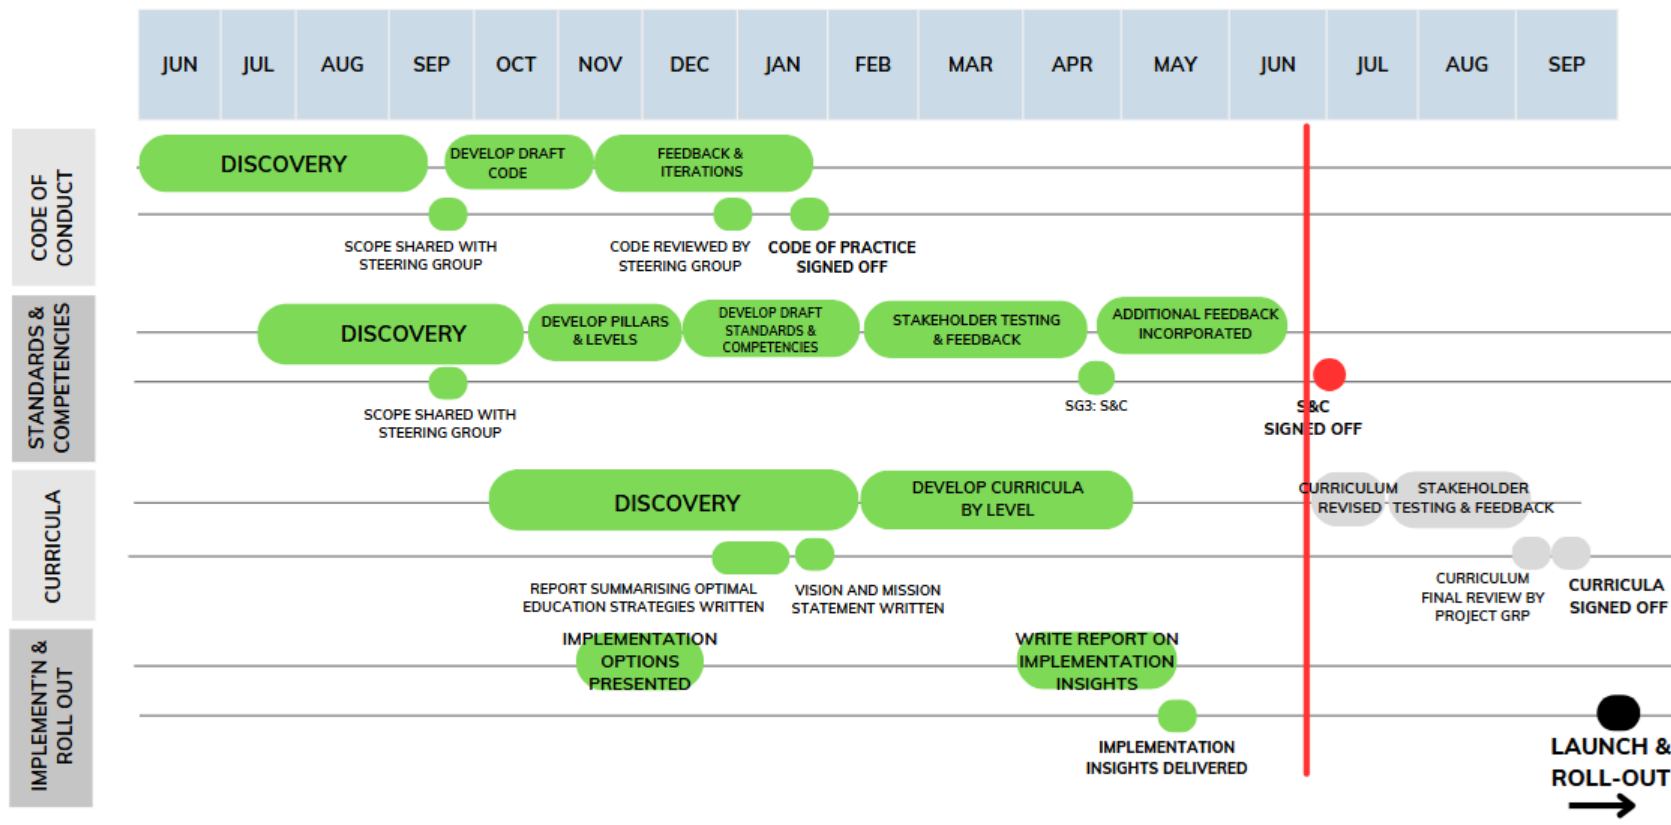 JUN JUL AUG SEP OCT NOV DEC JAN FEB MAR APR MAY JUN JUL AUG SEP
CODE OF
CONDUCT
DISCOVERY
DEVELOP DRAFT
CODE
FEEDBACK &
ITERATIONS
SCOPE SHARED WITH
STEERING GROUP
CODE REVIEWED BY
STEERING GROUP
CODE OF PRACTICE
SIGNED OFF
STANDARDS &
COMPETENCIES
DISCOVERY
DEVELOP PILLARS
& LEVELS
DEVELOP DRAFT
STANDARDS &
COMPETENCIES
STAKEHOLDER TESTING
& FEEDBACK
ADDITIONAL FEEDBACK
INCORPORATED
SCOPE SHARED WITH
STEERING GROUP
SG3: S&C
S&C
SIGNED OFF
CURRICULA
DISCOVERY
DEVELOP CURRICULA
BY LEVEL
CURRICULUM
REVISED
STAKEHOLDER
TESTING & FEEDBACK
REPORT SUMMARISING OPTIMAL
EDUCATION STRATEGIES WRITTEN
VISION AND MISSION
STATEMENT WRITTEN
CURRICULUM
FINAL REVIEW BY
PROJECT GRP
CURRICULA
SIGNED OFF
IMPLEMENT'N &
ROLL OUT
IMPLEMENTATION
OPTIONS
PRESENTED
WRITE REPORT ON
IMPLEMENTATION
INSIGHTS
IMPLEMENTATION
INSIGHTS DELIVERED
LAUNCH &
ROLL-OUT